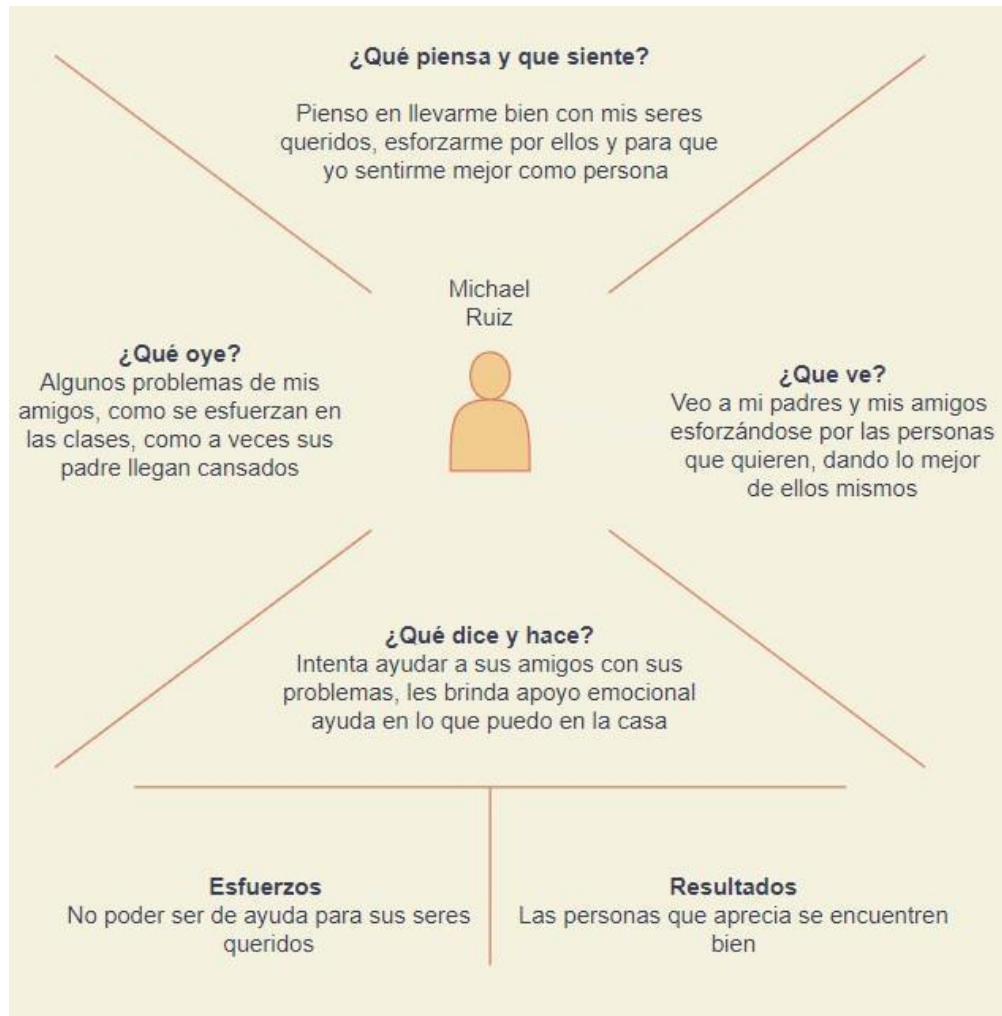 ¿Qué piensa y que siente?
Pienso en llevarme bien con mis seres
queridos, esforzarme por ellos y para que
yo sentirme mejor como persona
Michael
Ruiz
¿Qué oye?
Algunos problemas de mis
amigos, como se esfuerzan en
las clases, como a veces sus
padre llegan cansados
¿Que ve?
Veo a mi padres y mis amigos
esforzándose por las personas
que quieren, dando lo mejor
de ellos mismos
¿Qué dice y hace?
Intenta ayudar a sus amigos con sus
problemas, les brinda apoyo emocional
ayuda en lo que puedo en la casa
Esfuerzos
No poder ser de ayuda para sus seres
queridos
Resultados
Las personas que aprecia se encuentren
bien